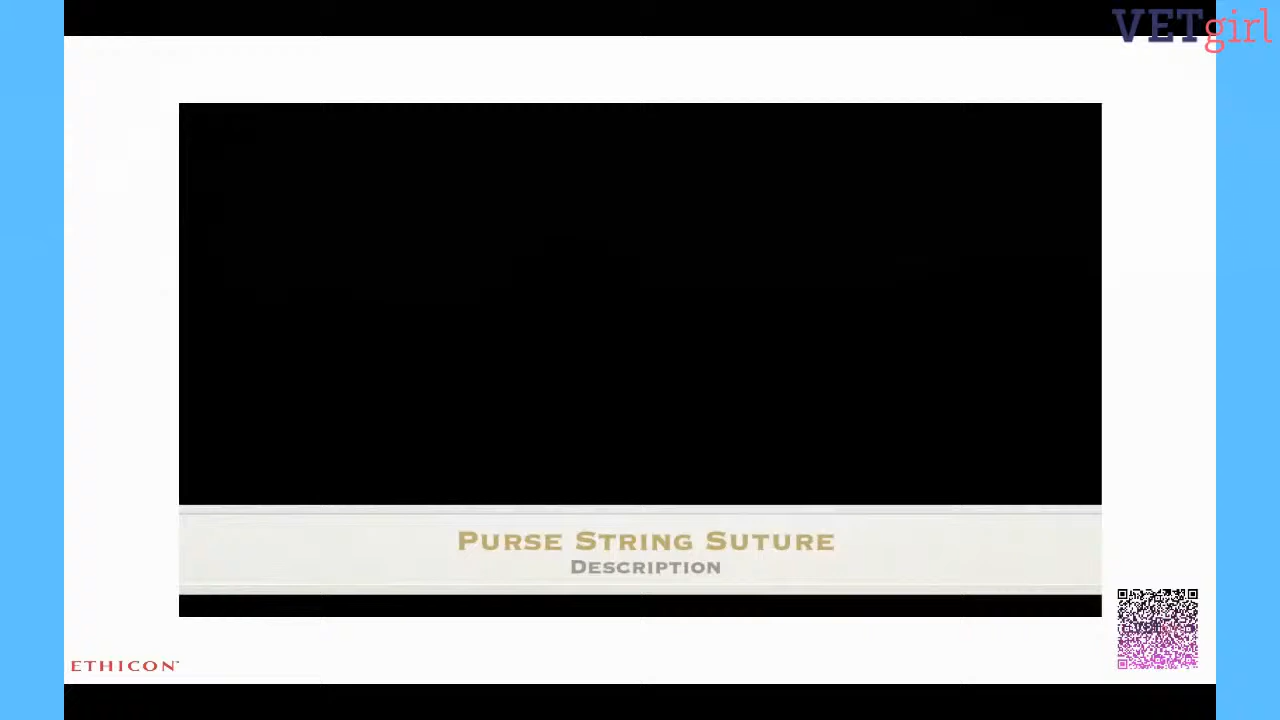 VETgirl
PURSE STRING SUTURE
DESCRIPTION
ETHICON